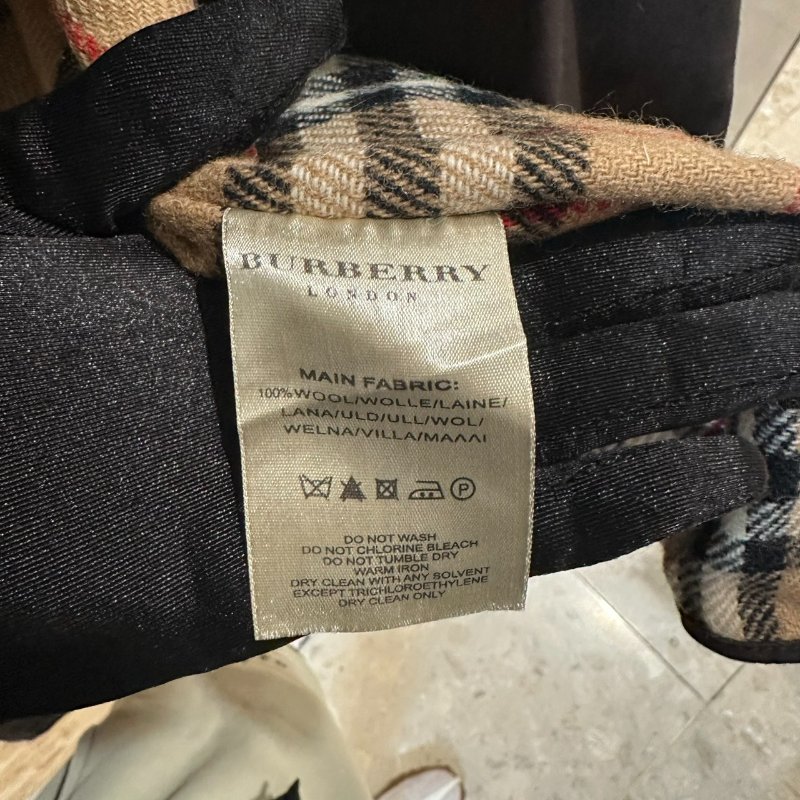 BURBERRY
LONDON
MAIN FABRIC:
100%WOOL/WOLLE/LAINE/
LANA/ULD/ULL/WOL/
WELNA/VILLA/ΜΑΛΛΙ
P
DO NOT WASH
DO NOT CHLORINE BLEACH
DO NOT TUMBLE DRY
WARM IRON
DRY CLEAN WITH ANY SOLVENT
EXCEPT TRICHLOROETHYLENE
DRY CLEAN ONLY